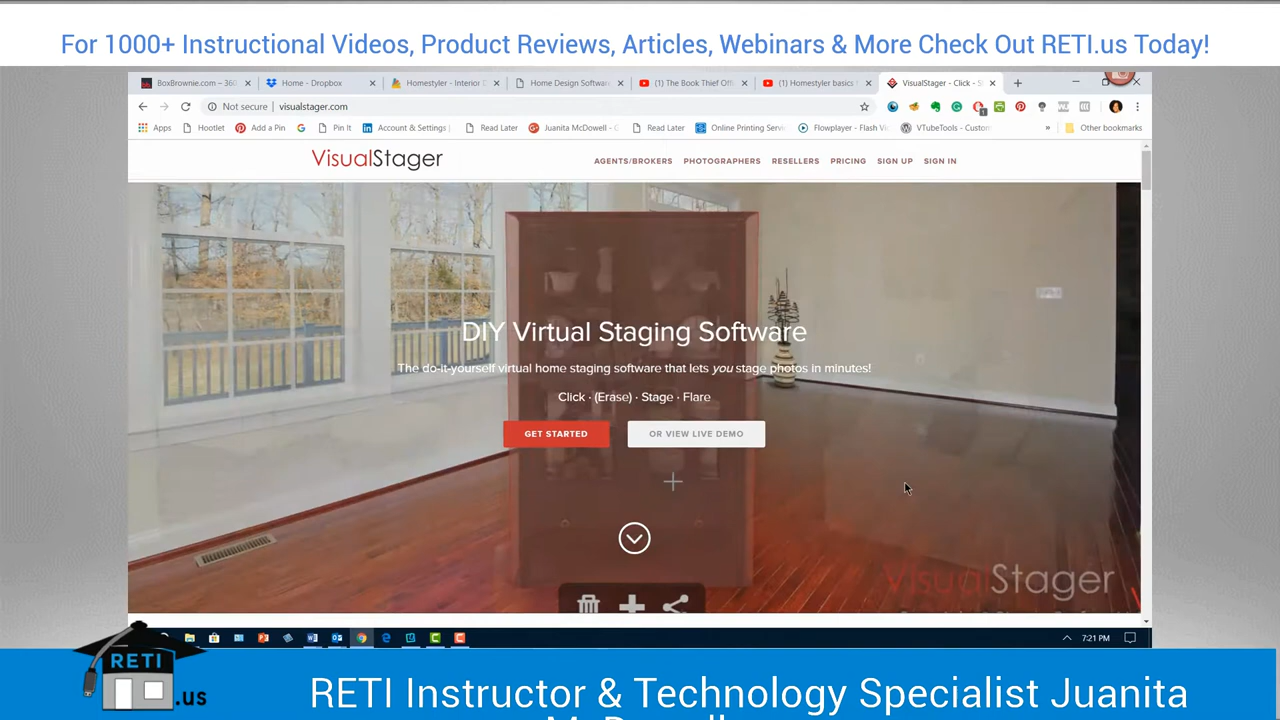 For 1000+ Instructional Videos, Product Reviews, Articles, Webinars & More Check Out RETI.us Today!
BoxBrownie.com – 36 Home - Dropbox Homestyler - Interior D Home Design Software (1) The Book Thief Offi (1) Homestyler basics VisualStager - Click - S
Not secure | visualstager.com
Apps Hootlet Add a Pin Pin It Account & Settings | Read Later Juanita McDowell - Read Later Online Printing Servi Flowplayer - Flash V VTubeTools - Custom » Other bookmarks
VisualStager AGENTS/BROKERS PHOTOGRAPHERS RESELLERS PRICING SIGN UP SIGN IN
DIY Virtual Staging Software
The do-it-yourself virtual home staging software that lets you stage photos in minutes!
Click · (Erase) · Stage · Flare
GET STARTED OR VIEW LIVE DEMO
VisualStager
7:21 PM
RETI
.us
RETI Instructor & Technology Specialist Juanita